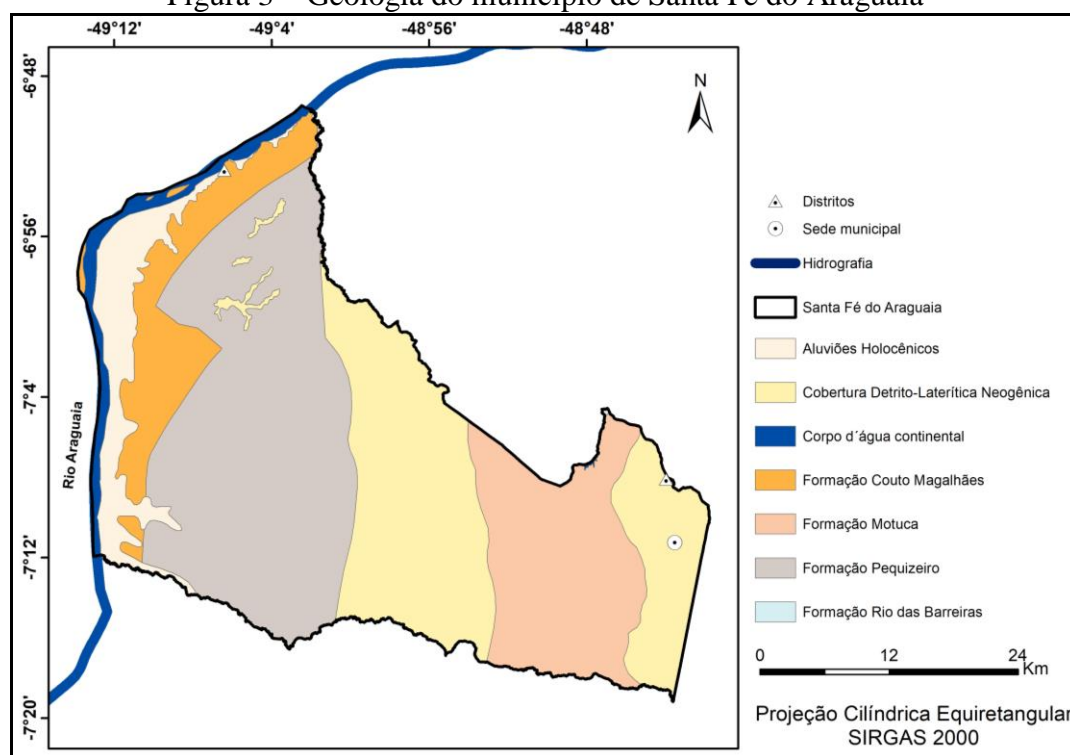 Figura 3 – Geologia do município de Santa Fé do Araguaia
-49°12' -49°4' -48°56' -48°48'
-6°48'
-6°56'
-7°4'
-7°12'
-7°20'
N
Rio Araguaia
Distritos
Sede municipal
Hidrografia
Santa Fé do Araguaia
Aluviões Holocênicos
Cobertura Detrito-Laterítica Neogênica
Corpo d´água continental
Formação Couto Magalhães
Formação Motuca
Formação Pequizeiro
Formação Rio das Barreiras
0 12 24
Km
Projeção Cilíndrica Equiretangular
SIRGAS 2000